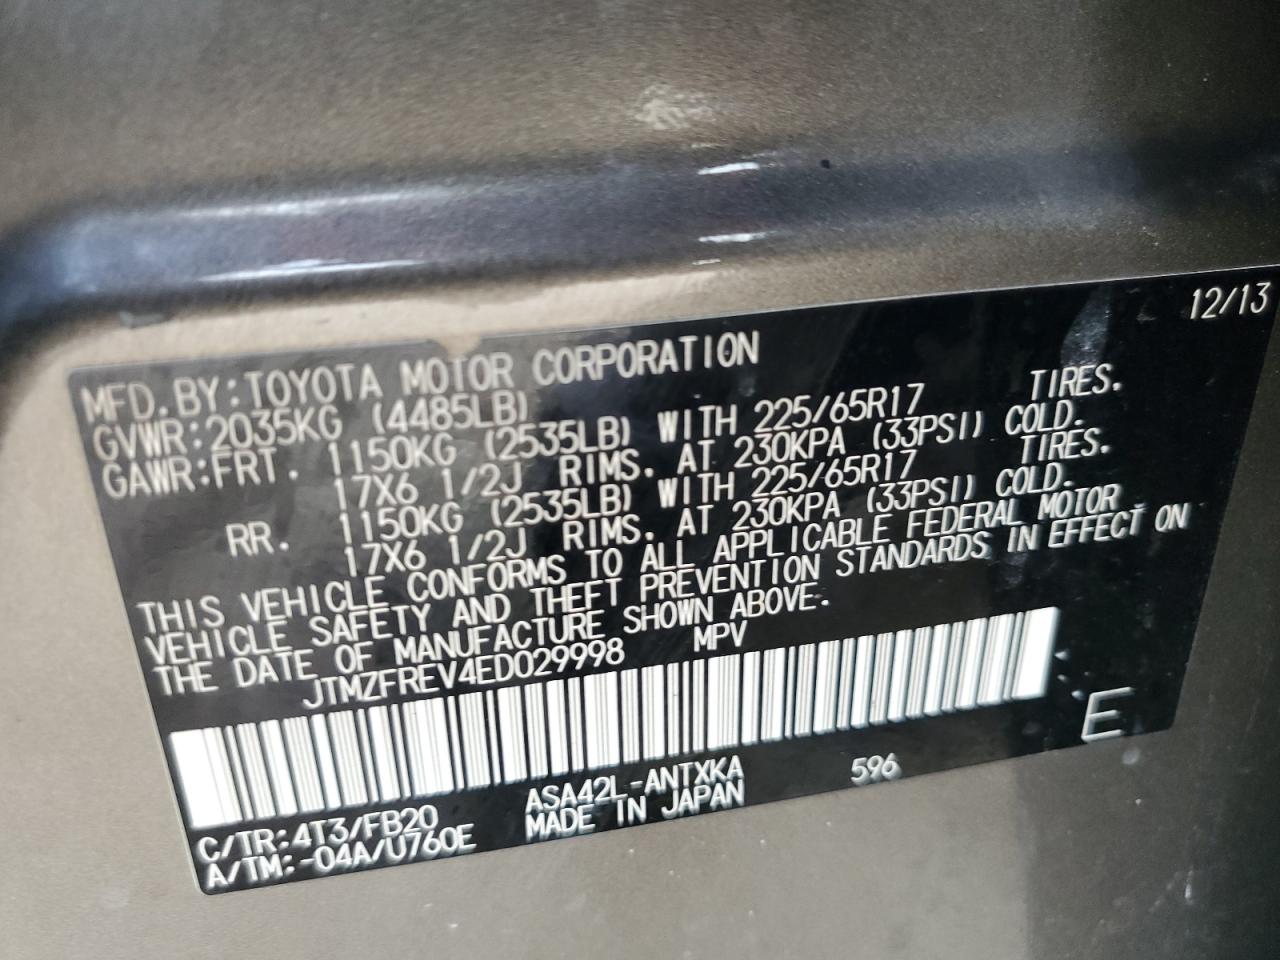 12/13
MFD.BY:TOYOTA MOTOR CORPORATION
GVWR:2035KG (4485LB)
GAWR:FRT. 1150KG (2535LB) WITH 225/65R17 TIRES.
17X6 1/2J RIMS. AT 230KPA (33PSI) COLD.
RR. 1150KG (2535LB) WITH 225/65R17 TIRES.
17X6 1/2J RIMS. AT 230KPA (33PSI) COLD.
THIS VEHICLE CONFORMS TO ALL APPLICABLE FEDERAL MOTOR
VEHICLE SAFETY AND THEFT PREVENTION STANDARDS IN EFFECT ON
THE DATE OF MANUFACTURE SHOWN ABOVE.
JTMZFREV4ED029998 MPV
E
C/TR:4T3/FB20 ASA42L-ANTXKA 596
A/TM:-04A/U760E MADE IN JAPAN